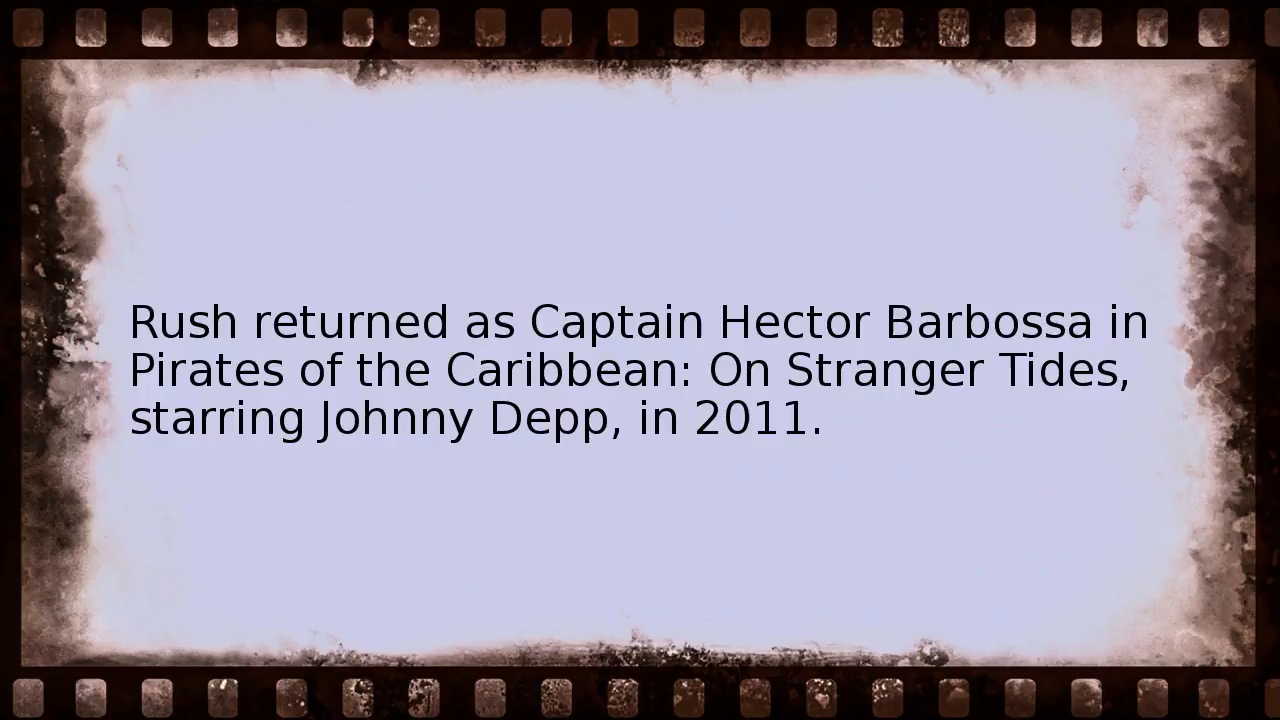 Rush returned as Captain Hector Barbossa in
Pirates of the Caribbean: On Stranger Tides,
starring Johnny Depp, in 2011.